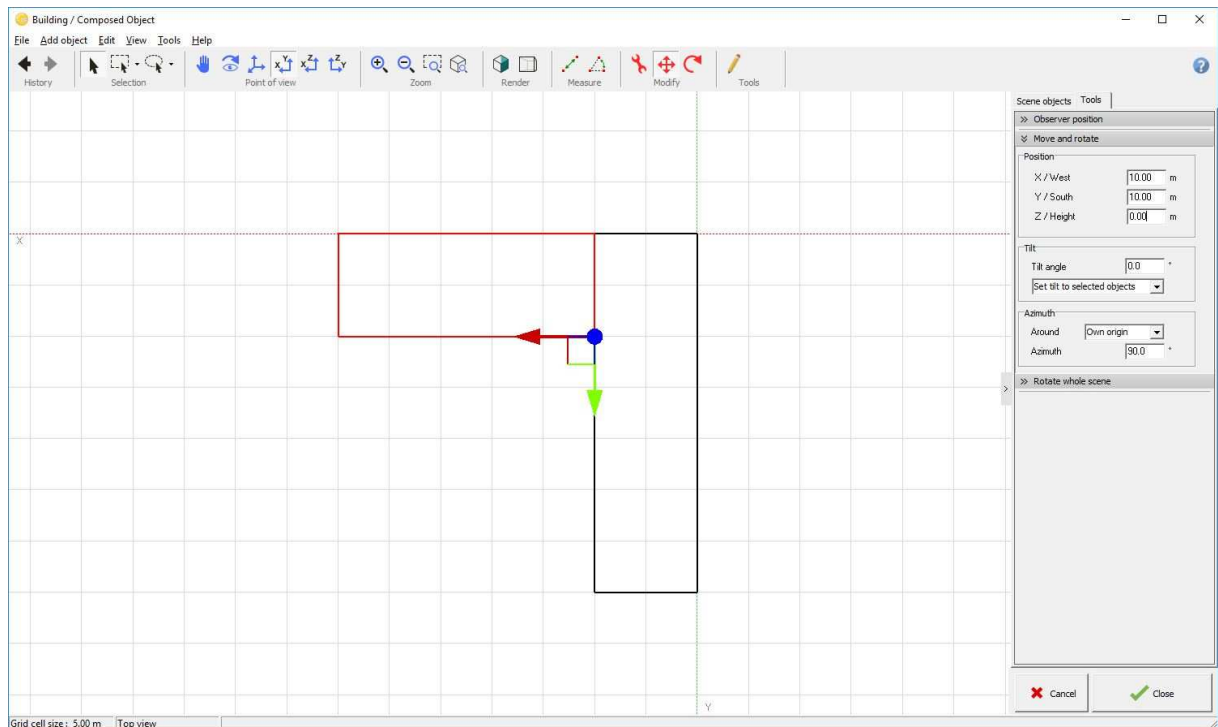 Building / Composed Object
File Add object Edit View Tools Help
History Selection Point of view Zoom Render Measure Modify Tools
Scene objects Tools
Observer position
Move and rotate
Position
X / West 10.00 m
Y / South 10.00 m
Z / Height 0.00 m
Tilt
Tilt angle 0.0 °
Set tilt to selected objects
Azimuth
Around Own origin
Azimuth 90.0 °
Rotate whole scene
X
Y
Cancel Close
Grid cell size : 5.00 m Top view